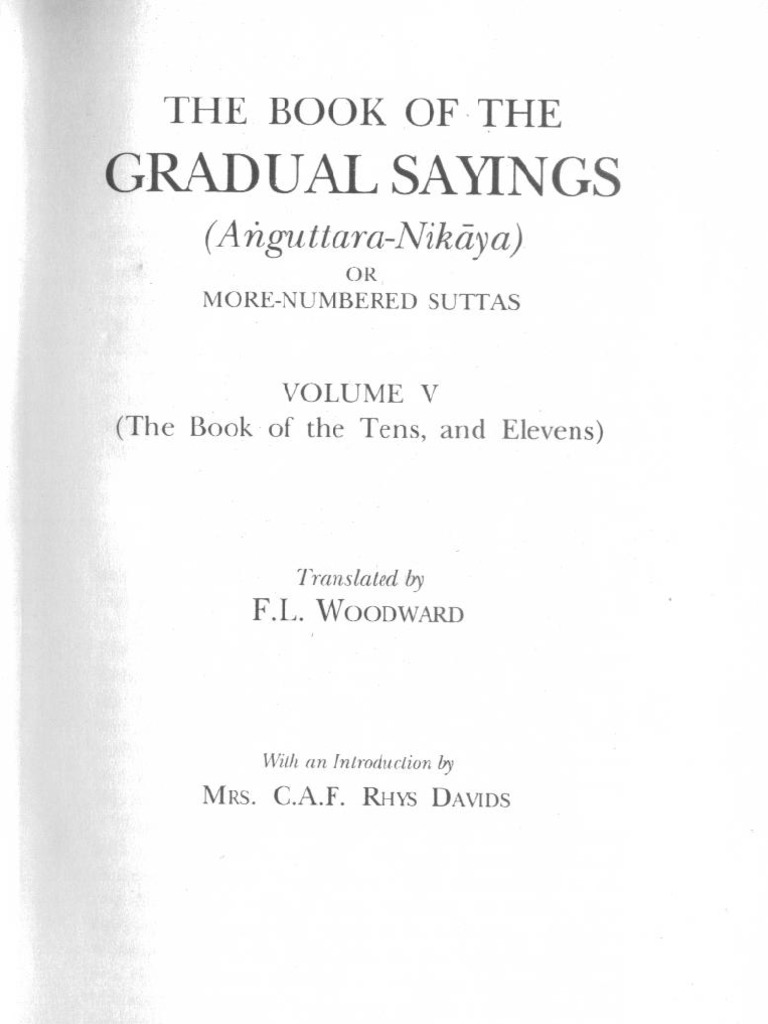 THE BOOK OF THE
GRADUAL SAYINGS
(Aṅguttara-Nikāya)
OR
MORE-NUMBERED SUTTAS
VOLUME V
(The Book of the Tens, and Elevens)
Translated by
F.L. WOODWARD
With an Introduction by
MRS. C.A.F. RHYS DAVIDS